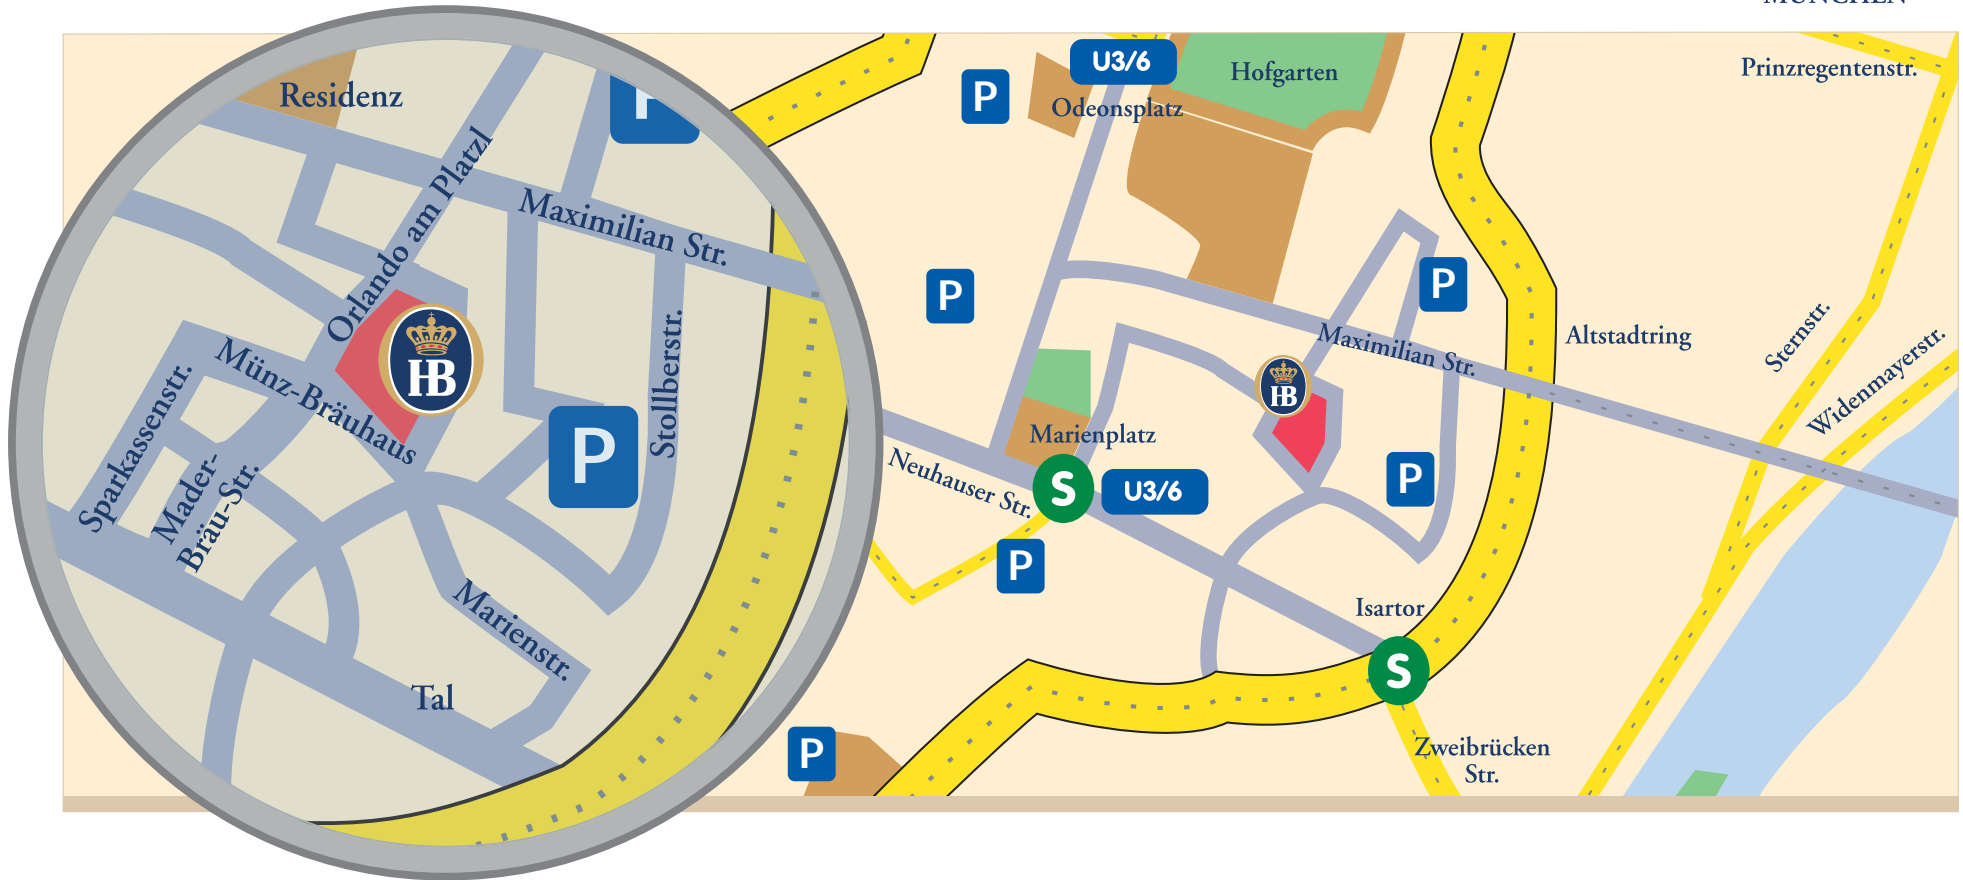 MÜNCHEN
Residenz
Orlando am Platzl
Maximilian Str.
Münz-Bräuhaus
HB
Sparkassenstr.
Mader-
Bräu-Str.
Stollberstr.
P
P
Marienstr.
Tal
U3/6
Odeonsplatz
Hofgarten
Prinzregentenstr.
P
P
P
Maximilian Str.
Altstadtring
Sternstr.
Widenmayerstr.
HB
Marienplatz
S
U3/6
Neuhauser Str.
P
P
Isartor
S
P
Zweibrücken
Str.